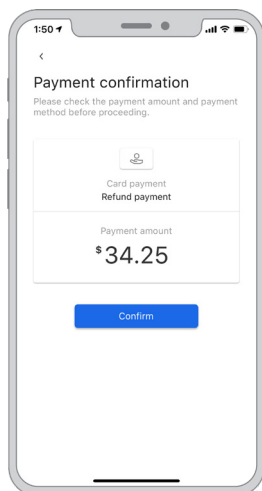 1:50
Payment confirmation
Please check the payment amount and payment
method before proceeding.
Card payment
Refund payment
Payment amount
$34.25
Confirm